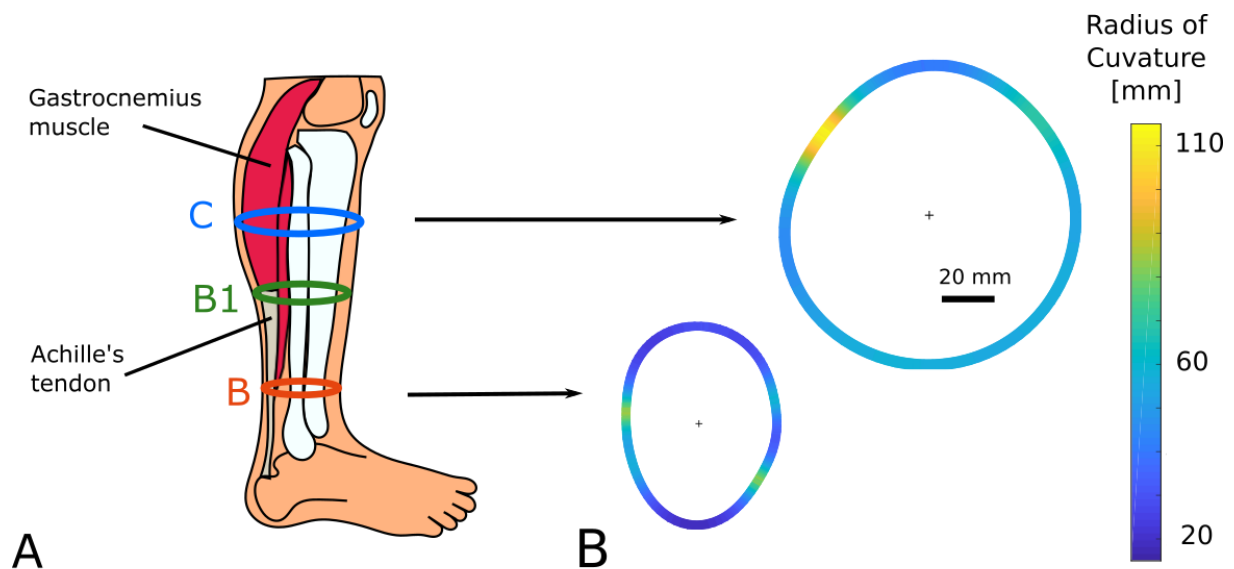 Gastrocnemius
muscle
C
B1
Achille's
tendon
B
A
B
20 mm
Radius of
Cuvature
[mm]
110
60
20